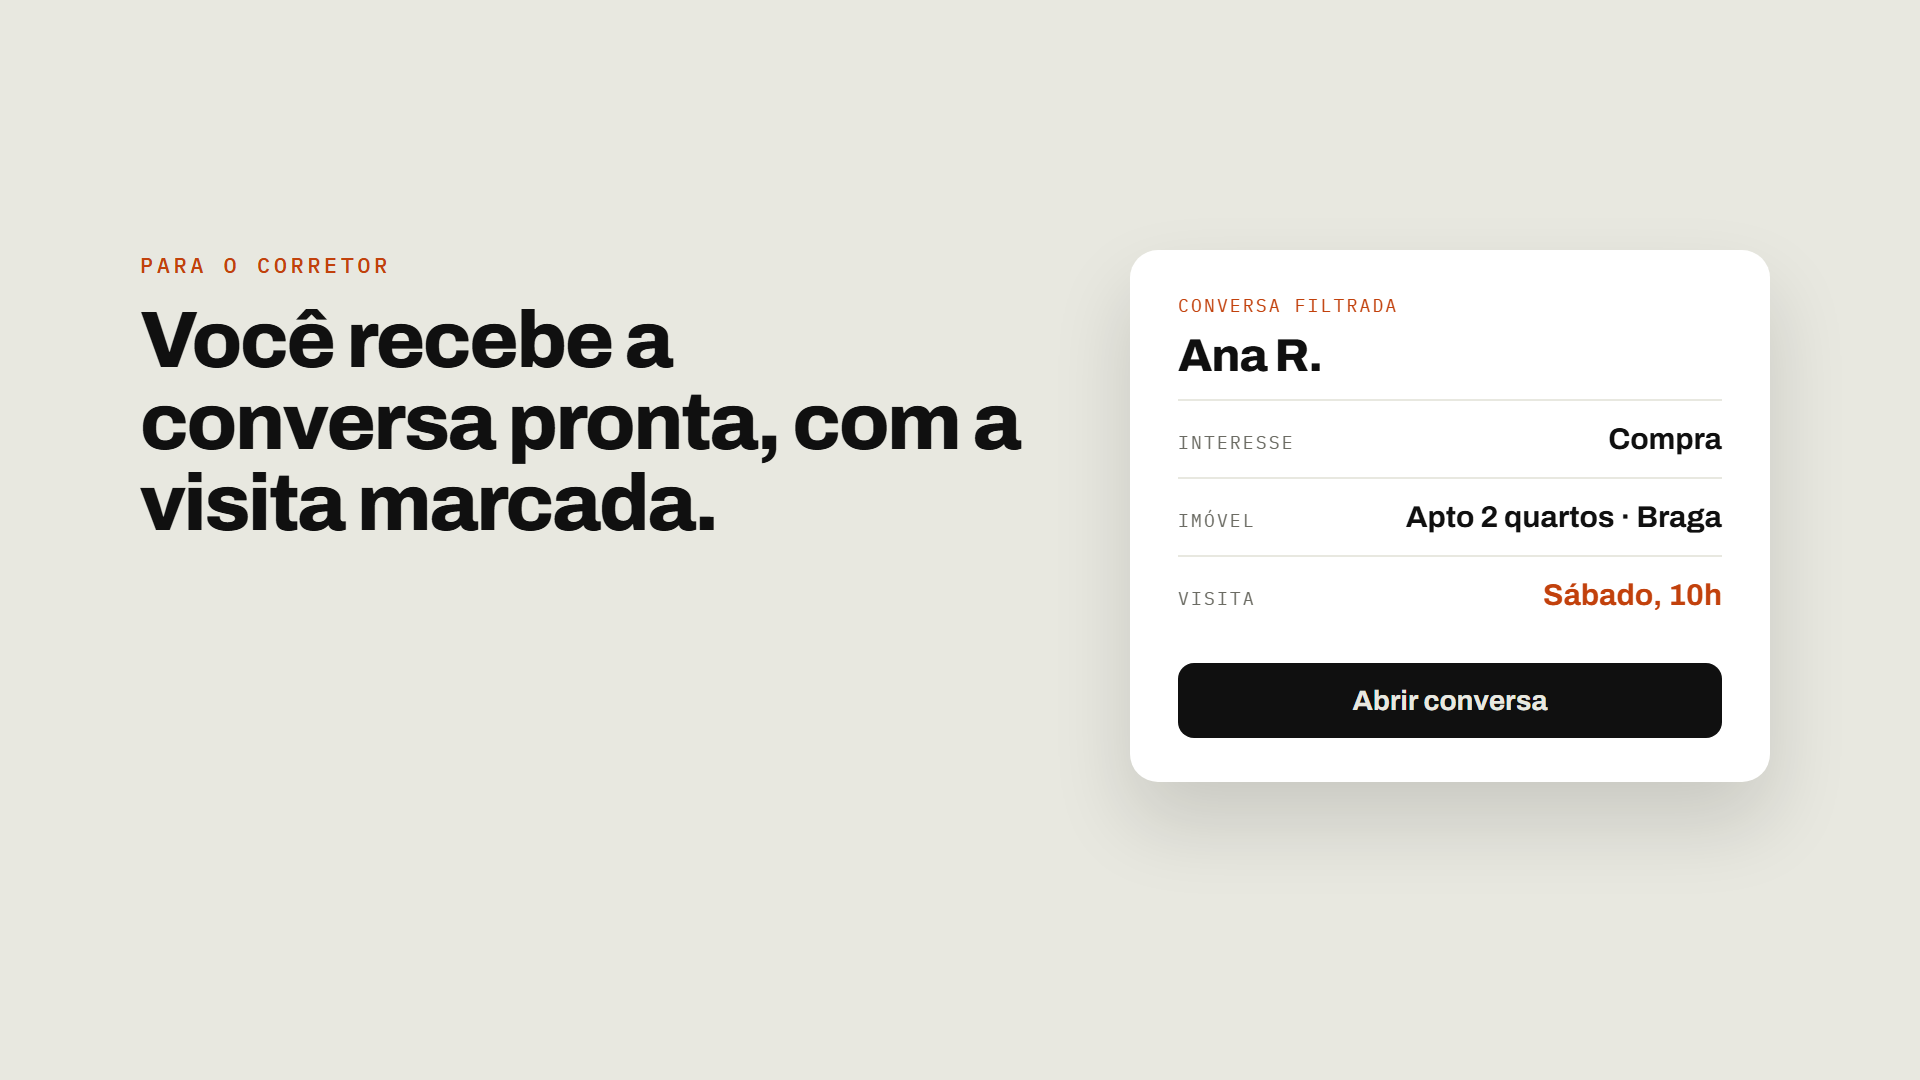 PARA O CORRETOR
Você recebe a
conversa pronta, com a
visita marcada.
CONVERSA FILTRADA
Ana R.
INTERESSE Compra
IMÓVEL Apto 2 quartos · Braga
VISITA Sábado, 10h
Abrir conversa